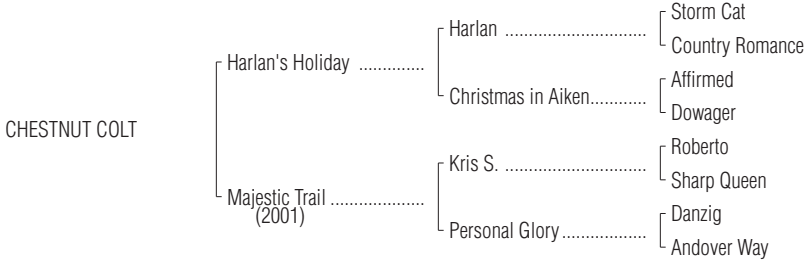 Storm Cat
Harlan ..............................
Country Romance
Harlan's Holiday ..............
Affirmed
Christmas in Aiken............
Dowager
CHESTNUT COLT
Roberto
Kris S. ..............................
Sharp Queen
Majestic Trail ....................
(2001)
Danzig
Personal Glory..................
Andover Way